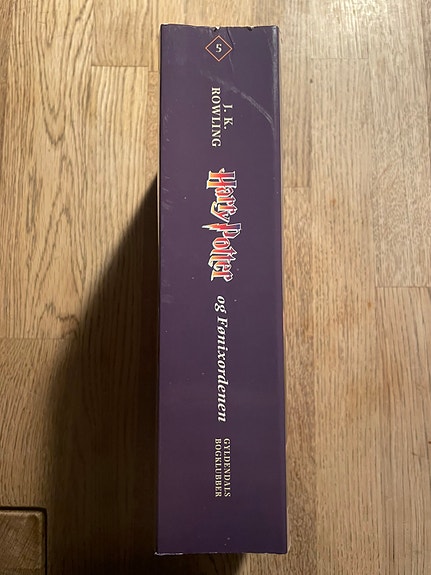 5
J. K.
ROWLING
Harry Potter
og Fønixordenen
GYLDENDALS
BOGKLUBBER